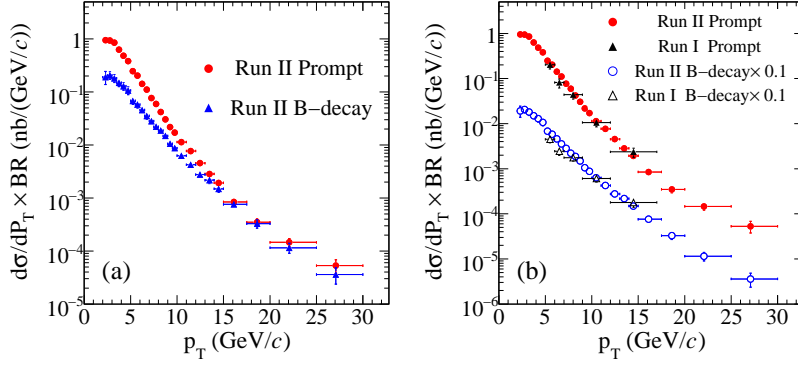 dσ/dP_T × BR (nb/(GeV/c))
1
10⁻¹
10⁻²
10⁻³
10⁻⁴
10⁻⁵
Run II Prompt
Run II B−decay
(a)
0 5 10 15 20 25 30
p_T (GeV/c)
dσ/dP_T × BR (nb/(GeV/c))
1
10⁻¹
10⁻²
10⁻³
10⁻⁴
10⁻⁵
10⁻⁶
Run II Prompt
Run I Prompt
Run II B−decay× 0.1
Run I B−decay× 0.1
(b)
0 5 10 15 20 25 30
p_T (GeV/c)